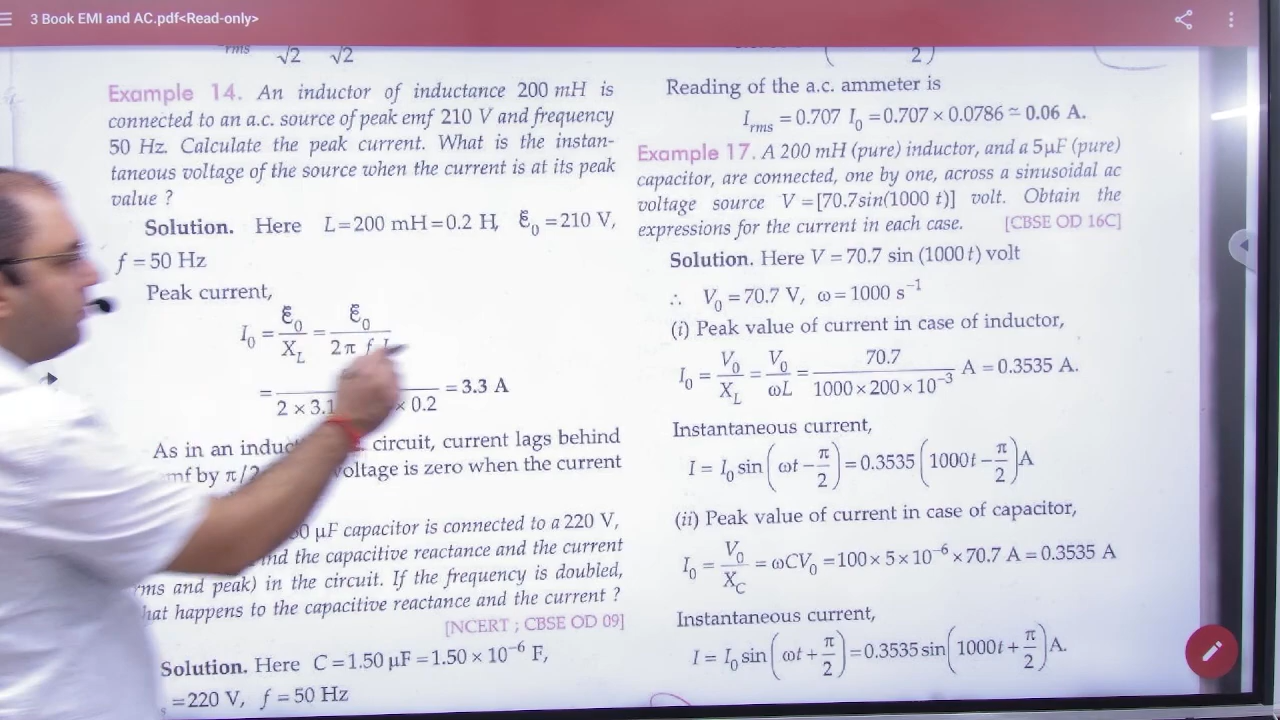 3 Book EMI and AC.pdf<Read-only>
rms √2 √2
Example 14. An inductor of inductance 200 mH is
connected to an a.c. source of peak emf 210 V and frequency
50 Hz. Calculate the peak current. What is the instan-
taneous voltage of the source when the current is at its peak
value ?
Solution. Here L=200 mH=0.2 H, ℰ₀=210 V,
f = 50 Hz
Peak current,
I₀ = ℰ₀/X_L = ℰ₀/2π f
= 2 × 3.1 × 0.2 = 3.3 A
As in an circuit, current lags behind
by π/2 voltage is zero when the current
μF capacitor is connected to a 220 V,
the capacitive reactance and the current
and peak) in the circuit. If the frequency is doubled,
happens to the capacitive reactance and the current ?
[NCERT ; CBSE OD 09]
Solution. Here C=1.50 μF=1.50 × 10⁻⁶ F,
=220 V, f = 50 Hz
2)
Reading of the a.c. ammeter is
I_rms = 0.707 I₀ = 0.707 × 0.0786 ≃ 0.06 A.
Example 17. A 200 mH (pure) inductor, and a 5μF (pure)
capacitor, are connected, one by one, across a sinusoidal ac
voltage source V =[70.7sin(1000 t)] volt. Obtain the
expressions for the current in each case. [CBSE OD 16C]
Solution. Here V = 70.7 sin (1000 t) volt
∴ V₀ = 70.7 V, ω = 1000 s⁻¹
(i) Peak value of current in case of inductor,
I₀ = V₀/X_L = V₀/ωL = 70.7/1000×200×10⁻³ A = 0.3535 A.
Instantaneous current,
I = I₀ sin(ωt − π/2) = 0.3535(1000t − π/2)A
(ii) Peak value of current in case of capacitor,
I₀ = V₀/X_C = ωCV₀ = 100 × 5 × 10⁻⁶ × 70.7 A = 0.3535 A
Instantaneous current,
I = I₀ sin(ωt + π/2) = 0.3535 sin(1000t + π/2)A.